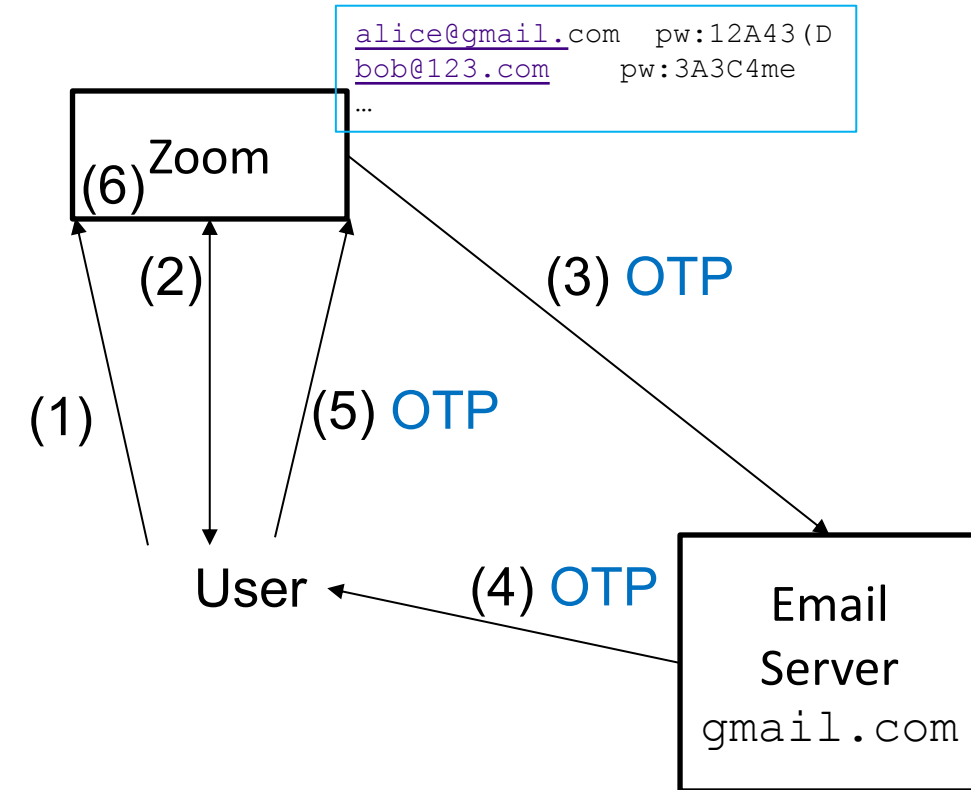 alice@gmail.com pw:12A43(D
bob@123.com pw:3A3C4me
…
Zoom
(6)
(2)
(3) OTP
(1)
(5) OTP
User
(4) OTP
Email
Server
gmail.com